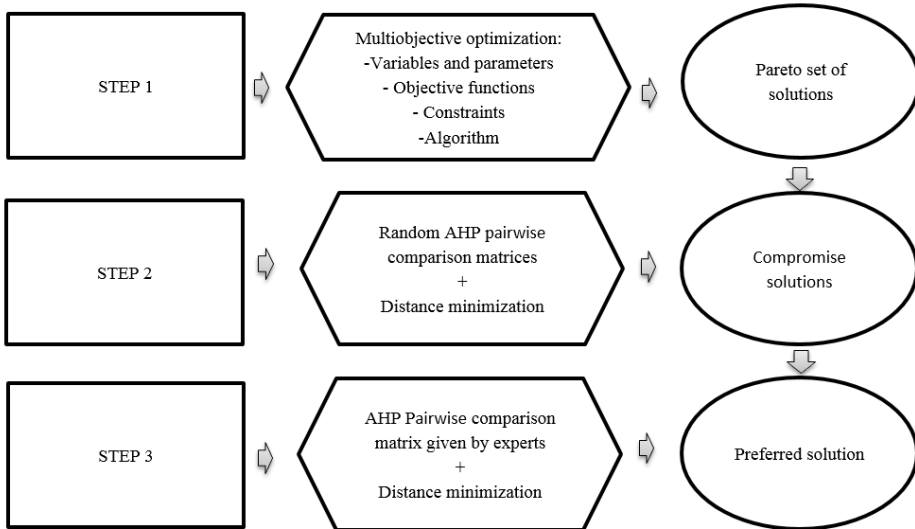 STEP 1
Multiobjective optimization:
-Variables and parameters
- Objective functions
- Constraints
-Algorithm
Pareto set of
solutions
STEP 2
Random AHP pairwise
comparison matrices
+
Distance minimization
Compromise
solutions
STEP 3
AHP Pairwise comparison
matrix given by experts
+
Distance minimization
Preferred solution